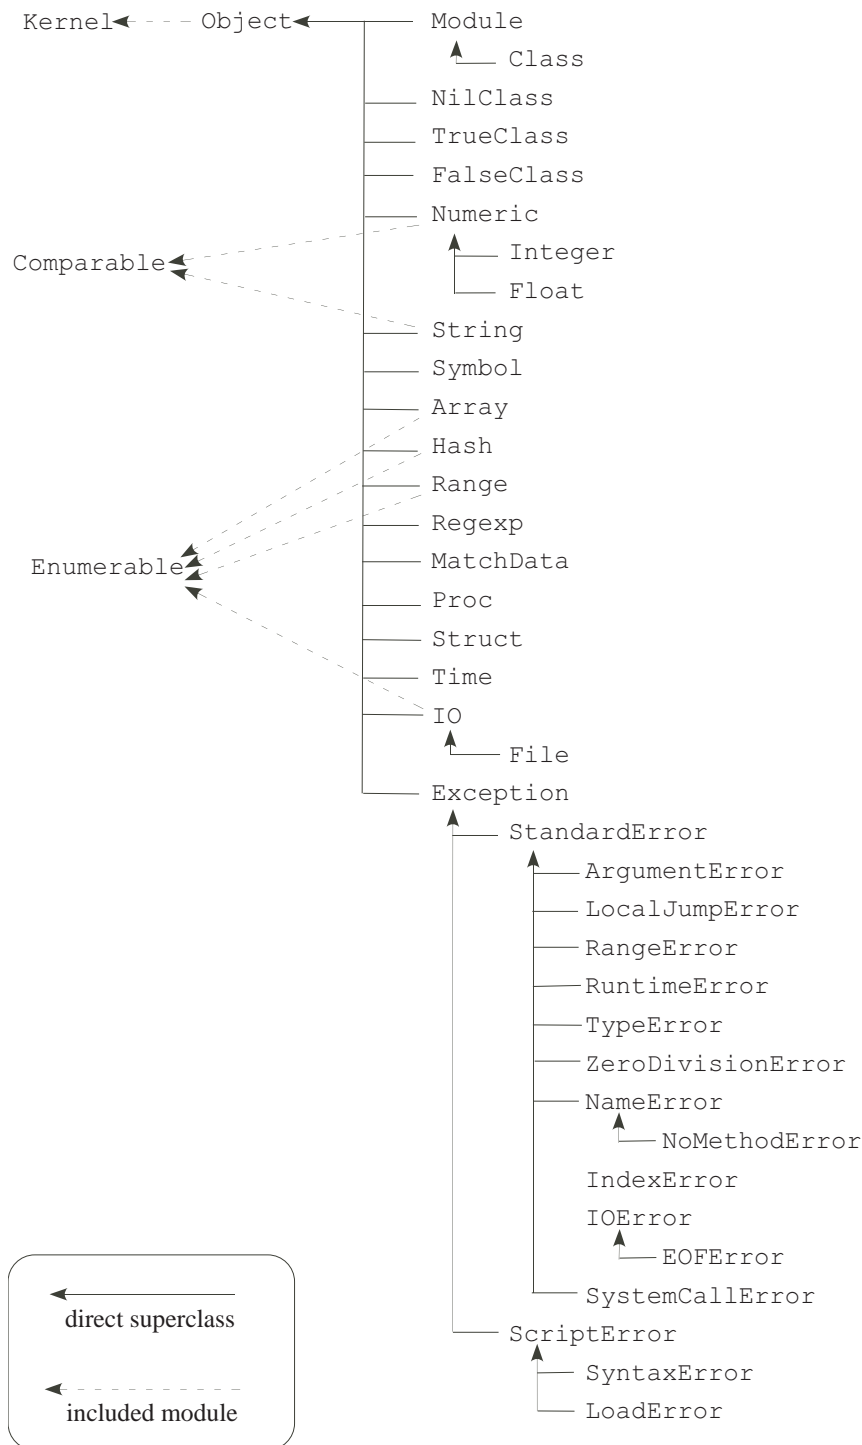 Kernel Object Module
Class
NilClass
TrueClass
FalseClass
Numeric
Comparable Integer
Float
String
Symbol
Array
Hash
Range
Regexp
Enumerable MatchData
Proc
Struct
Time
IO
File
Exception
StandardError
ArgumentError
LocalJumpError
RangeError
RuntimeError
TypeError
ZeroDivisionError
NameError
NoMethodError
IndexError
IOError
EOFError
SystemCallError
ScriptError
SyntaxError
LoadError
direct superclass
included module